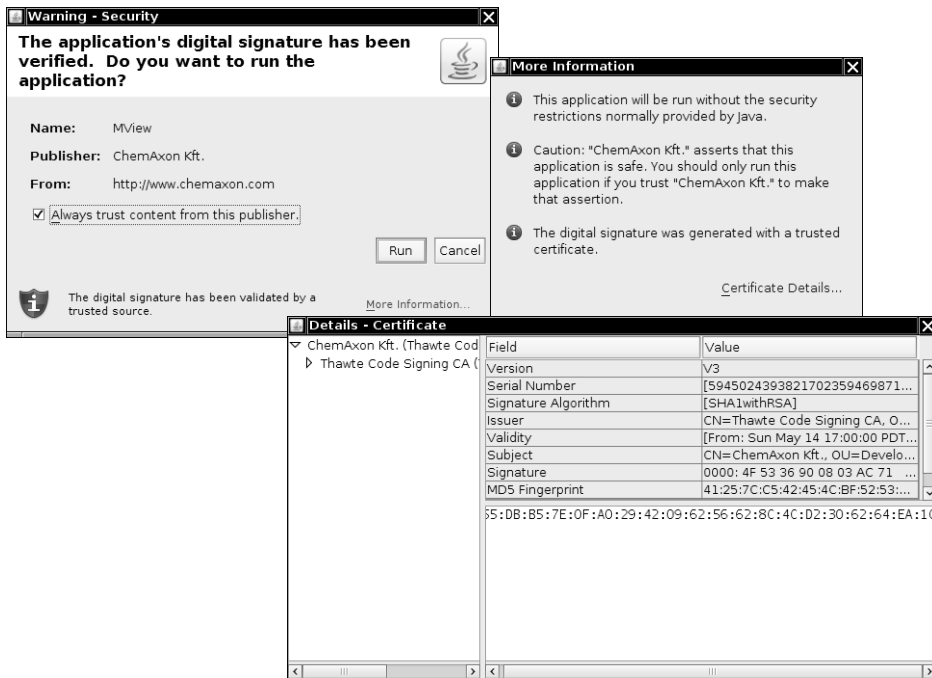 Warning - Security
The application's digital signature has been
verified.  Do you want to run the
application?
Name: MView
Publisher: ChemAxon Kft.
From: http://www.chemaxon.com
Always trust content from this publisher.
Run Cancel
The digital signature has been validated by a
trusted source.
More Information...
More Information
This application will be run without the security
restrictions normally provided by Java.
Caution: "ChemAxon Kft." asserts that this
application is safe. You should only run this
application if you trust "ChemAxon Kft." to make
that assertion.
The digital signature was generated with a trusted
certificate.
Certificate Details...
Details - Certificate
ChemAxon Kft. (Thawte Cod
Thawte Code Signing CA (
Field Value
Version V3
Serial Number [5945024393821702359469871...
Signature Algorithm [SHA1withRSA]
Issuer CN=Thawte Code Signing CA, O...
Validity [From: Sun May 14 17:00:00 PDT...
Subject CN=ChemAxon Kft., OU=Develo...
Signature 0000: 4F 53 36 90 08 03 AC 71 ...
MD5 Fingerprint 41:25:7C:C5:42:45:4C:BF:52:53:...
55:DB:B5:7E:0F:A0:29:42:09:62:56:62:8C:4C:D2:30:62:64:EA:10